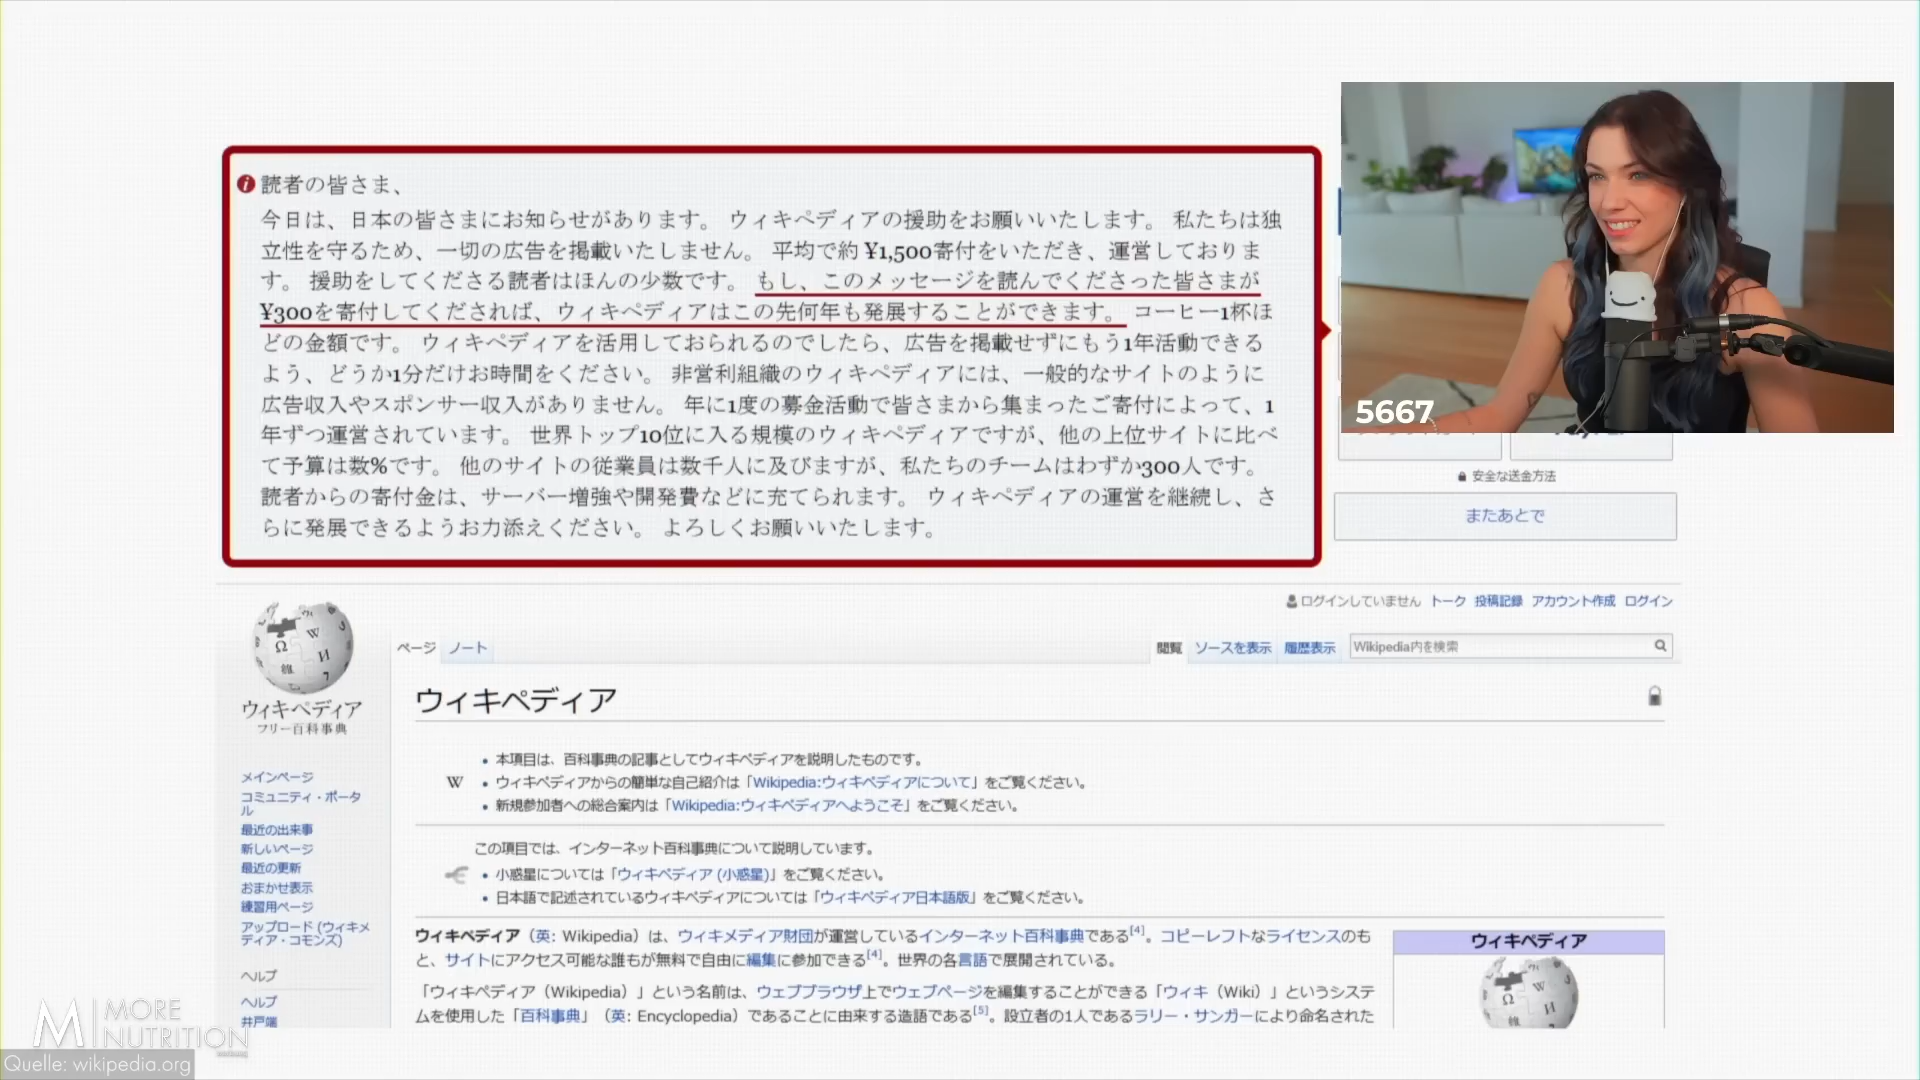 読者の皆さま、
今日は、日本の皆さまにお知らせがあります。 ウィキペディアの援助をお願いいたします。 私たちは独
立性を守るため、一切の広告を掲載いたしません。 平均で約 ¥1,500寄付をいただき、運営しておりま
す。 援助をしてくださる読者はほんの少数です。 もし、このメッセージを読んでくださった皆さまが
¥300を寄付してくだされば、ウィキペディアはこの先何年も発展することができます。 コーヒー1杯ほ
どの金額です。 ウィキペディアを活用しておられるのでしたら、広告を掲載せずにもう1年活動できる
よう、どうか1分だけお時間をください。 非営利組織のウィキペディアには、一般的なサイトのように
広告収入やスポンサー収入がありません。 年に1度の募金活動で皆さまから集まったご寄付によって、1
年ずつ運営されています。 世界トップ10位に入る規模のウィキペディアですが、他の上位サイトに比べ
て予算は数%です。 他のサイトの従業員は数千人に及びますが、私たちのチームはわずか300人です。
読者からの寄付金は、サーバー増強や開発費などに充てられます。 ウィキペディアの運営を継続し、さ
らに発展できるようお力添えください。 よろしくお願いいたします。
5667
安全な送金方法
またあとで
ログインしていません トーク 投稿記録 アカウント作成 ログイン
ページ ノート 閲覧 ソースを表示 履歴表示 Wikipedia内を検索
ウィキペディア
フリー百科事典
メインページ
コミュニティ・ポータ
ル
最近の出来事
新しいページ
最近の更新
おまかせ表示
練習用ページ
アップロード (ウィキメ
ディア・コモンズ)
ヘルプ
ヘルプ
井戸端
ウィキペディア
本項目は、百科事典の記事としてウィキペディアを説明したものです。
ウィキペディアからの簡単な自己紹介は「Wikipedia:ウィキペディアについて」をご覧ください。
新規参加者への総合案内は「Wikipedia:ウィキペディアへようこそ」をご覧ください。
この項目では、インターネット百科事典について説明しています。
小惑星については「ウィキペディア (小惑星)」をご覧ください。
日本語で記述されているウィキペディアについては「ウィキペディア日本語版」をご覧ください。
ウィキペディア（英: Wikipedia）は、ウィキメディア財団が運営しているインターネット百科事典である[4]。コピーレフトなライセンスのも
と、サイトにアクセス可能な誰もが無料で自由に編集に参加できる[4]。世界の各言語で展開されている。
「ウィキペディア（Wikipedia）」という名前は、ウェブブラウザ上でウェブページを編集することができる「ウィキ（Wiki）」というシステ
ムを使用した「百科事典」（英: Encyclopedia）であることに由来する造語である[5]。設立者の1人であるラリー・サンガーにより命名された
ウィキペディア
MORE
NUTRITION
Quelle: wikipedia.org